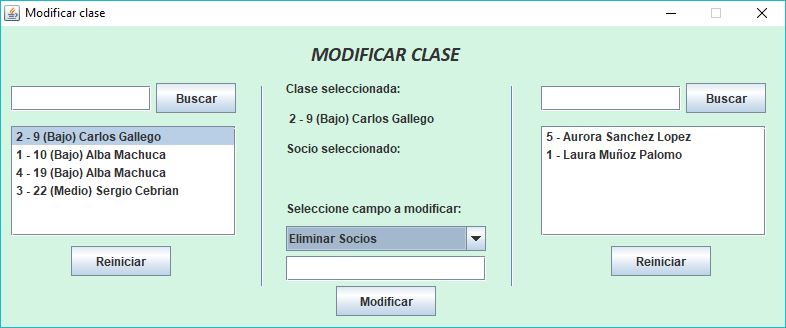 Modificar clase
MODIFICAR CLASE
Buscar
2 - 9 (Bajo) Carlos Gallego
1 - 10 (Bajo) Alba Machuca
4 - 19 (Bajo) Alba Machuca
3 - 22 (Medio) Sergio Cebrian
Reiniciar
Clase seleccionada:
2 - 9 (Bajo) Carlos Gallego
Socio seleccionado:
Seleccione campo a modificar:
Eliminar Socios
Modificar
Buscar
5 - Aurora Sanchez Lopez
1 - Laura Muñoz Palomo
Reiniciar